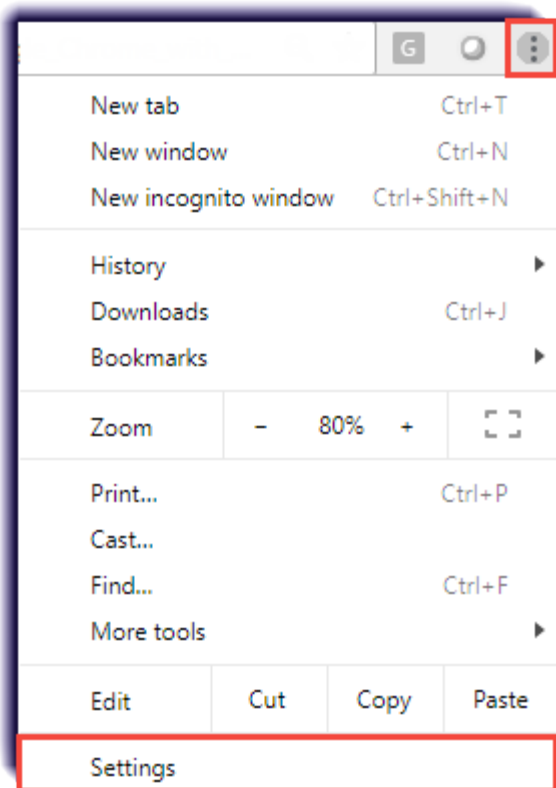 G
New tab Ctrl+T
New window Ctrl+N
New incognito window Ctrl+Shift+N
History
Downloads Ctrl+J
Bookmarks
Zoom - 80% +
Print... Ctrl+P
Cast...
Find... Ctrl+F
More tools
Edit Cut Copy Paste
Settings